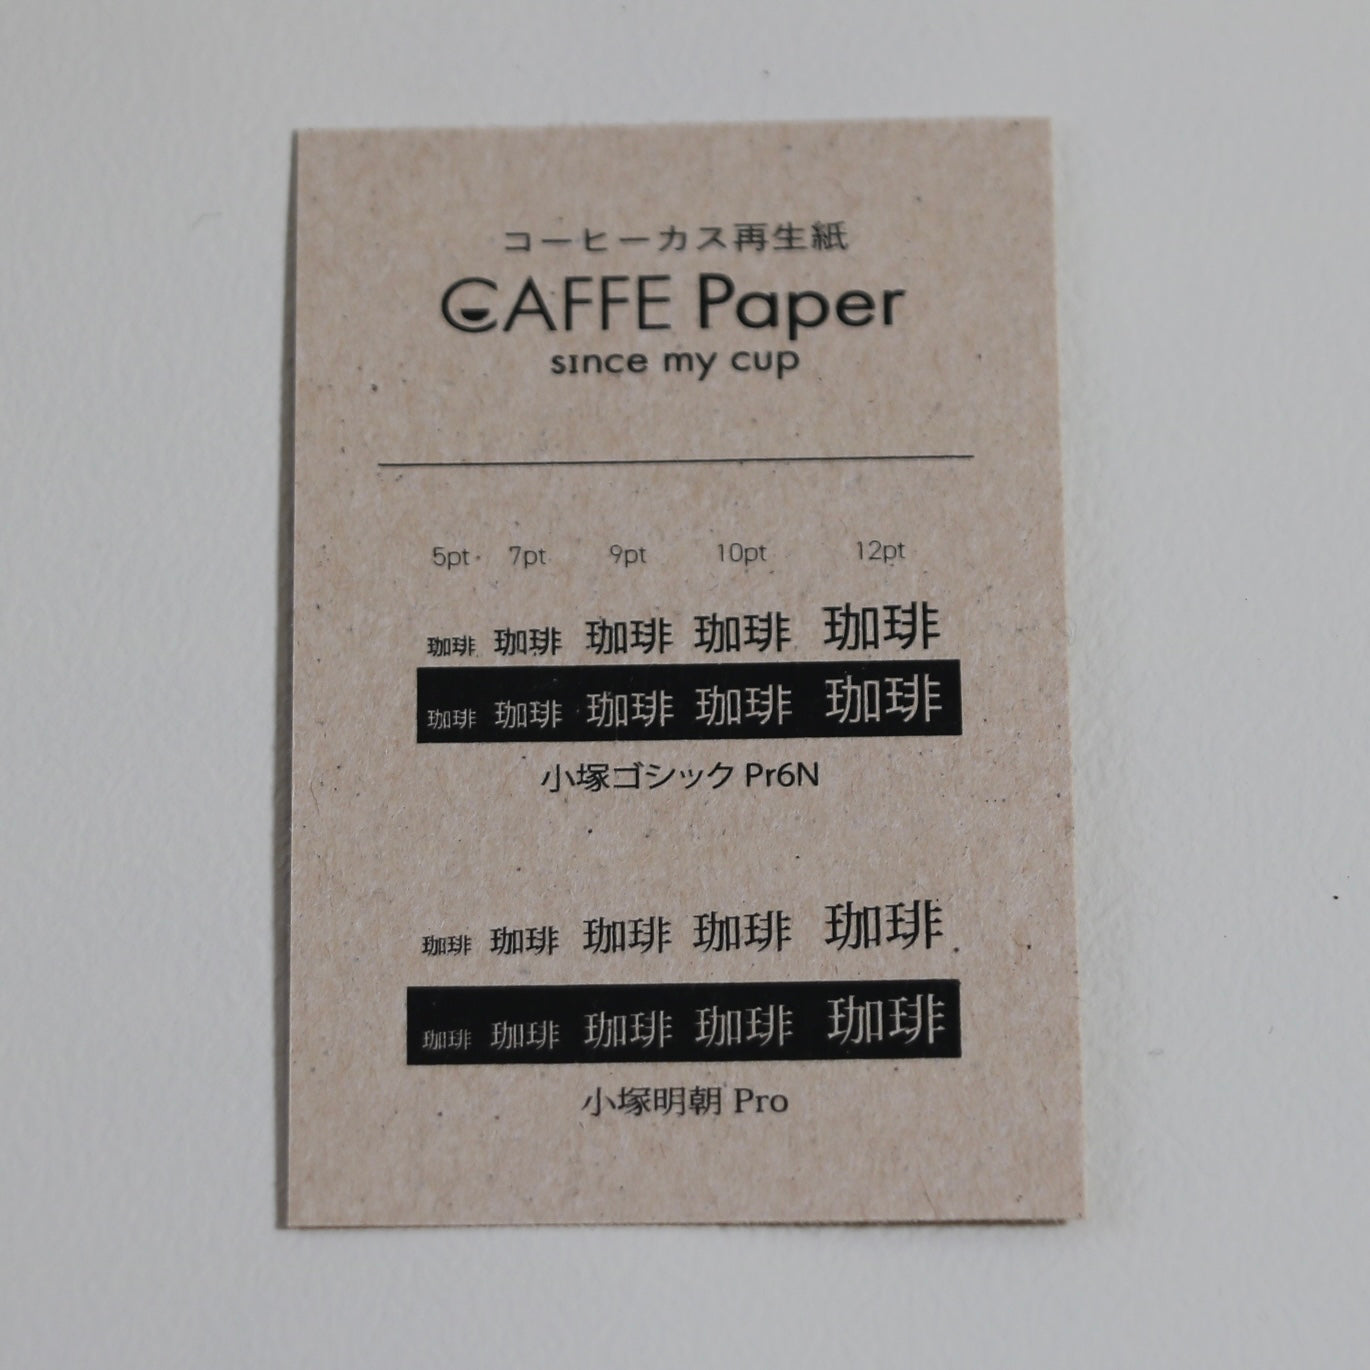 コーヒーカス再生紙
CAFFE Paper
since my cup
5pt 7pt 9pt 10pt 12pt
珈琲 珈琲 珈琲 珈琲 珈琲
珈琲 珈琲 珈琲 珈琲 珈琲
小塚ゴシック Pr6N
珈琲 珈琲 珈琲 珈琲 珈琲
珈琲 珈琲 珈琲 珈琲 珈琲
小塚明朝 Pro